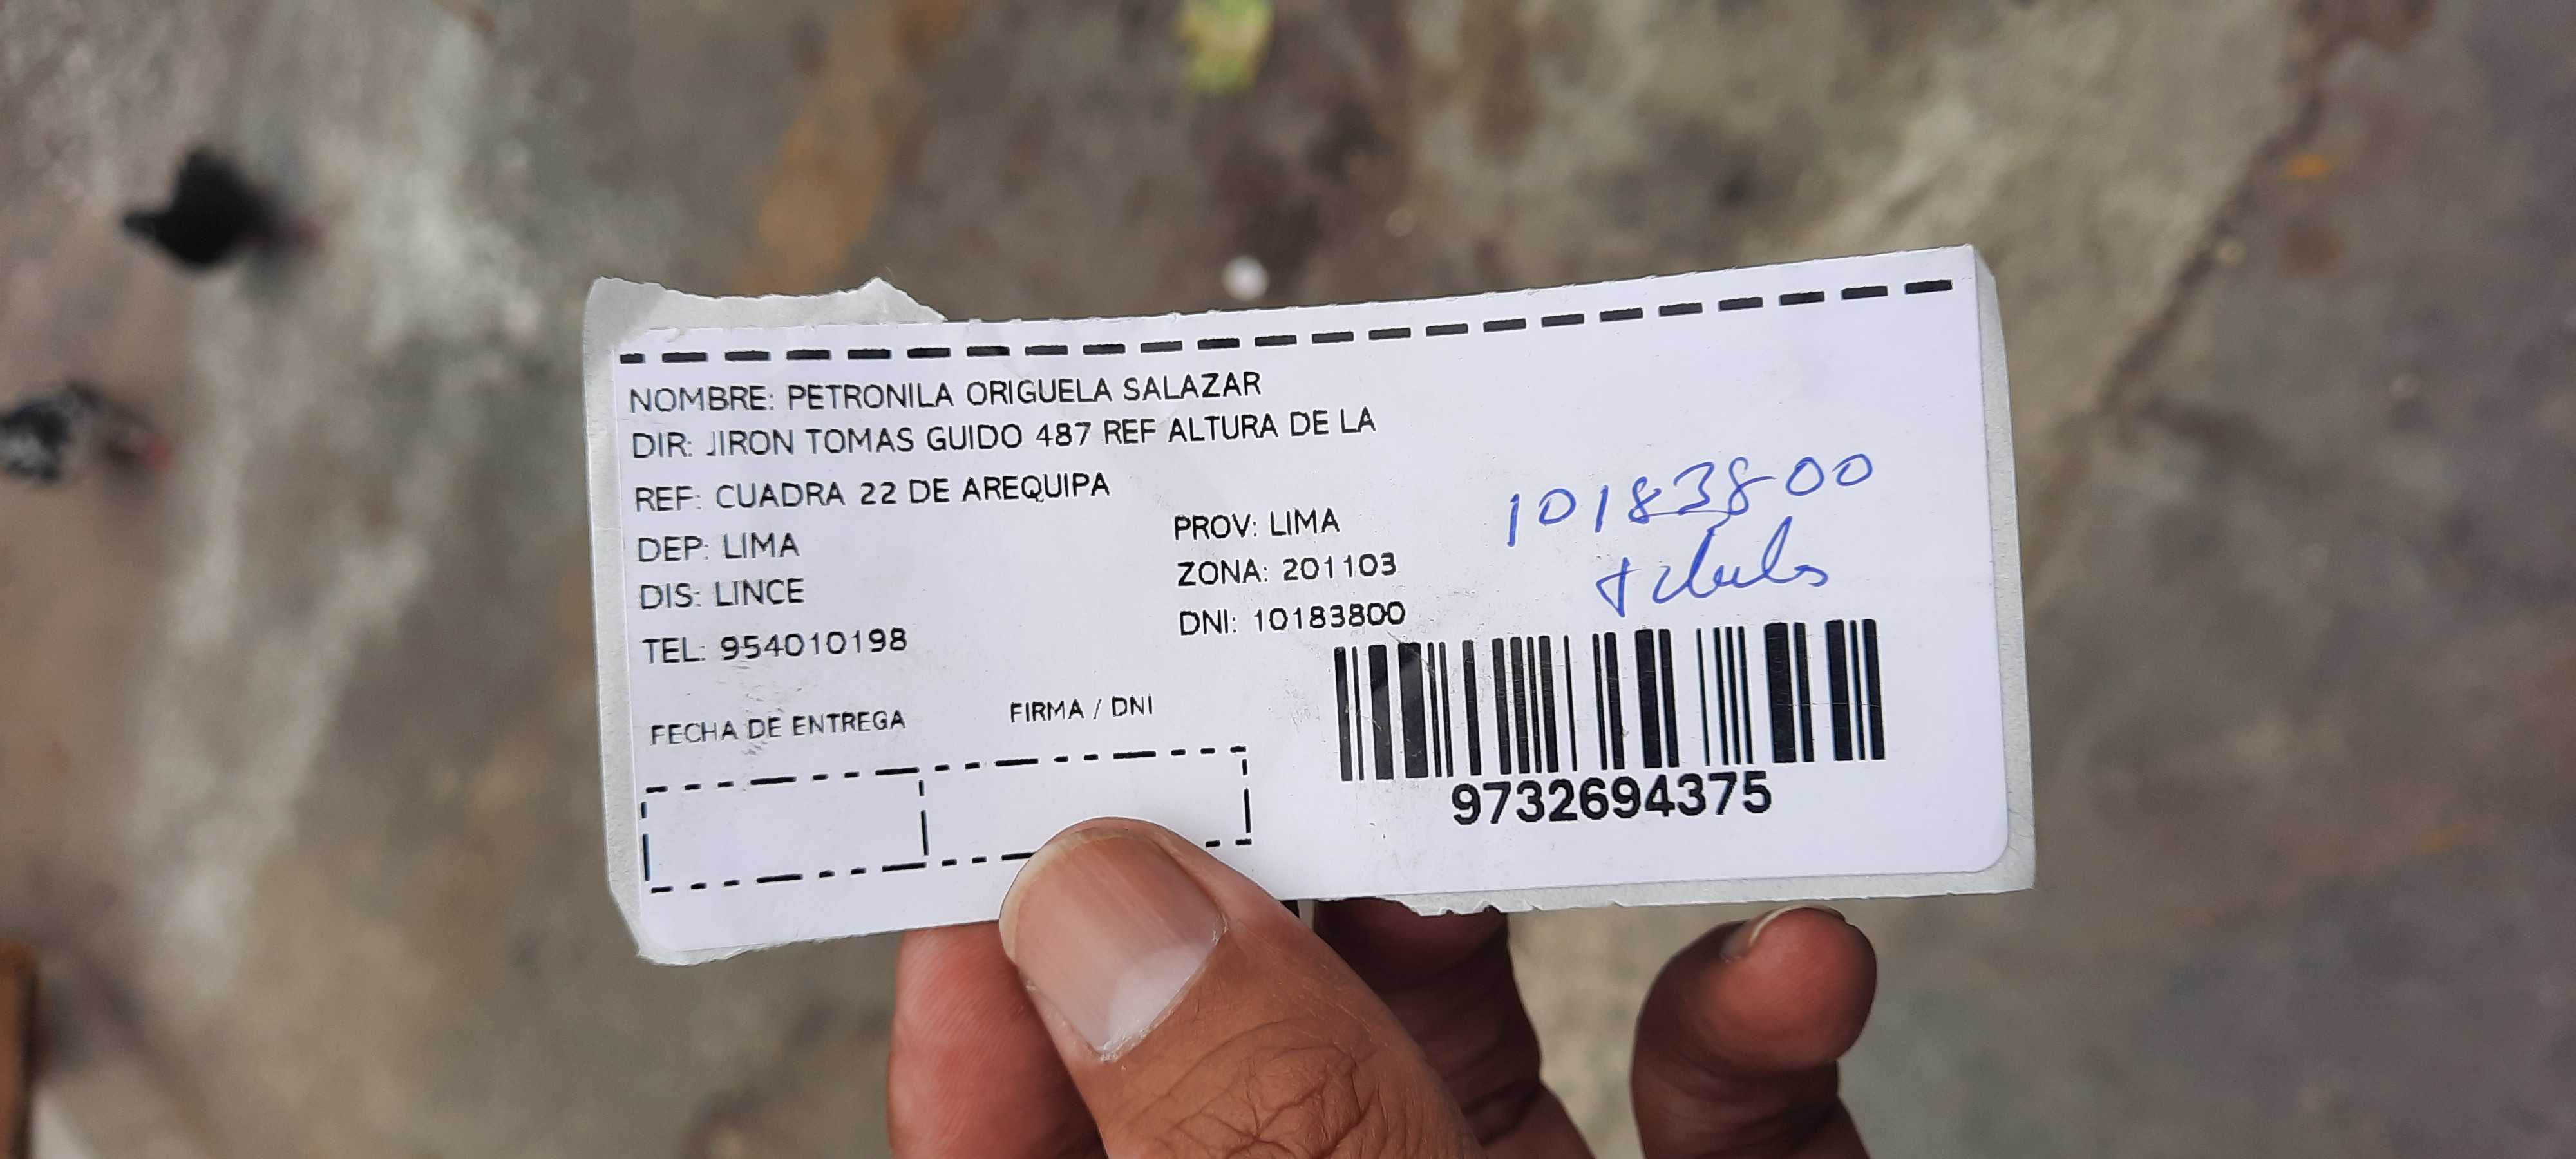 NOMBRE: PETRONILA ORIGUELA SALAZAR
DIR: JIRON TOMAS GUIDO 487 REF ALTURA DE LA
REF: CUADRA 22 DE AREQUIPA
DEP: LIMA
PROV: LIMA
DIS: LINCE
ZONA: 201103
TEL: 954010198
DNI: 10183800
10183800
FECHA DE ENTREGA
FIRMA / DNI
9732694375